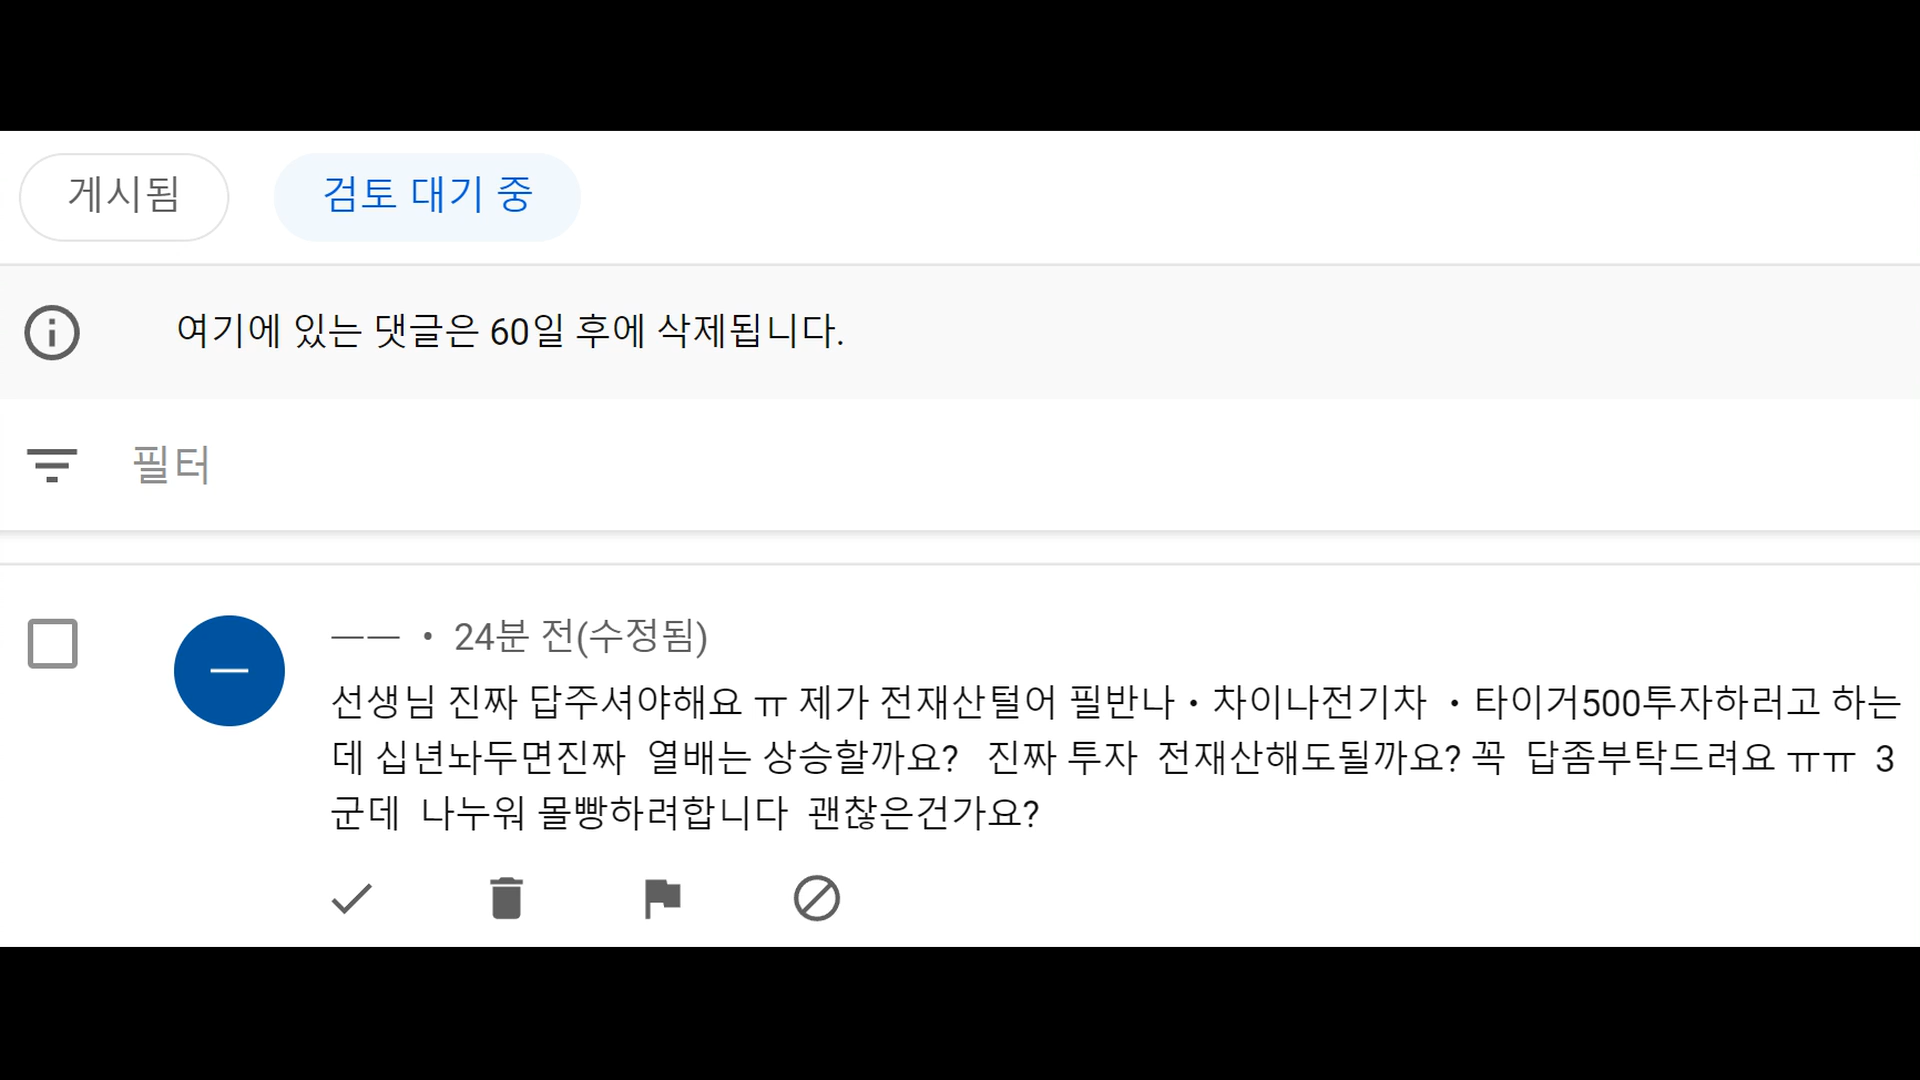 게시됨 검토 대기 중
여기에 있는 댓글은 60일 후에 삭제됩니다.
필터
—— • 24분 전(수정됨)
선생님 진짜 답주셔야해요 ㅠ 제가 전재산털어 필반나•차이나전기차 •타이거500투자하러고 하는
데 십년놔두면진짜 열배는 상승할까요? 진짜 투자 전재산해도될까요? 꼭 답좀부탁드려요 ㅠㅠ 3
군데 나누워 몰빵하려합니다 괜찮은건가요?